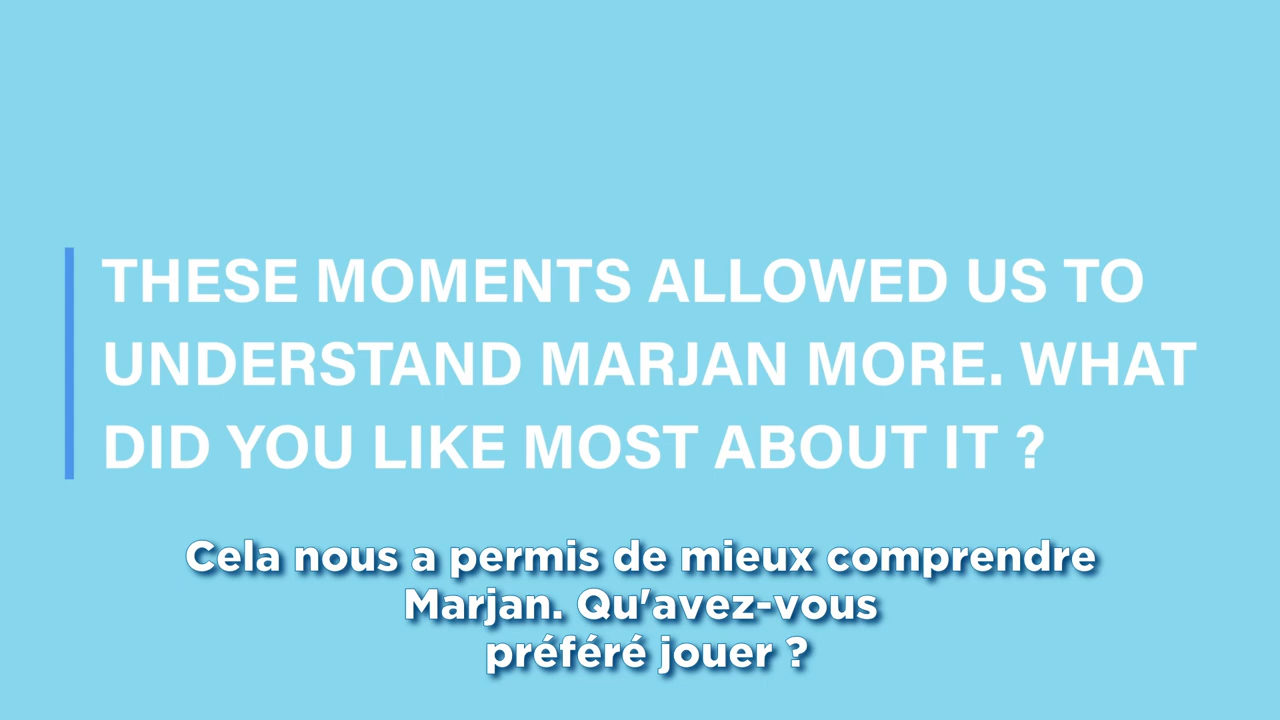 THESE MOMENTS ALLOWED US TO
UNDERSTAND MARJAN MORE. WHAT
DID YOU LIKE MOST ABOUT IT ?
Cela nous a permis de mieux comprendre
Marjan. Qu'avez-vous
préféré jouer ?